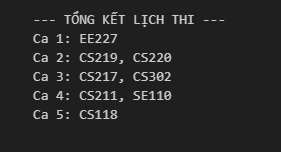 --- TỔNG KẾT LỊCH THI ---
Ca 1: EE227
Ca 2: CS219, CS220
Ca 3: CS217, CS302
Ca 4: CS211, SE110
Ca 5: CS118